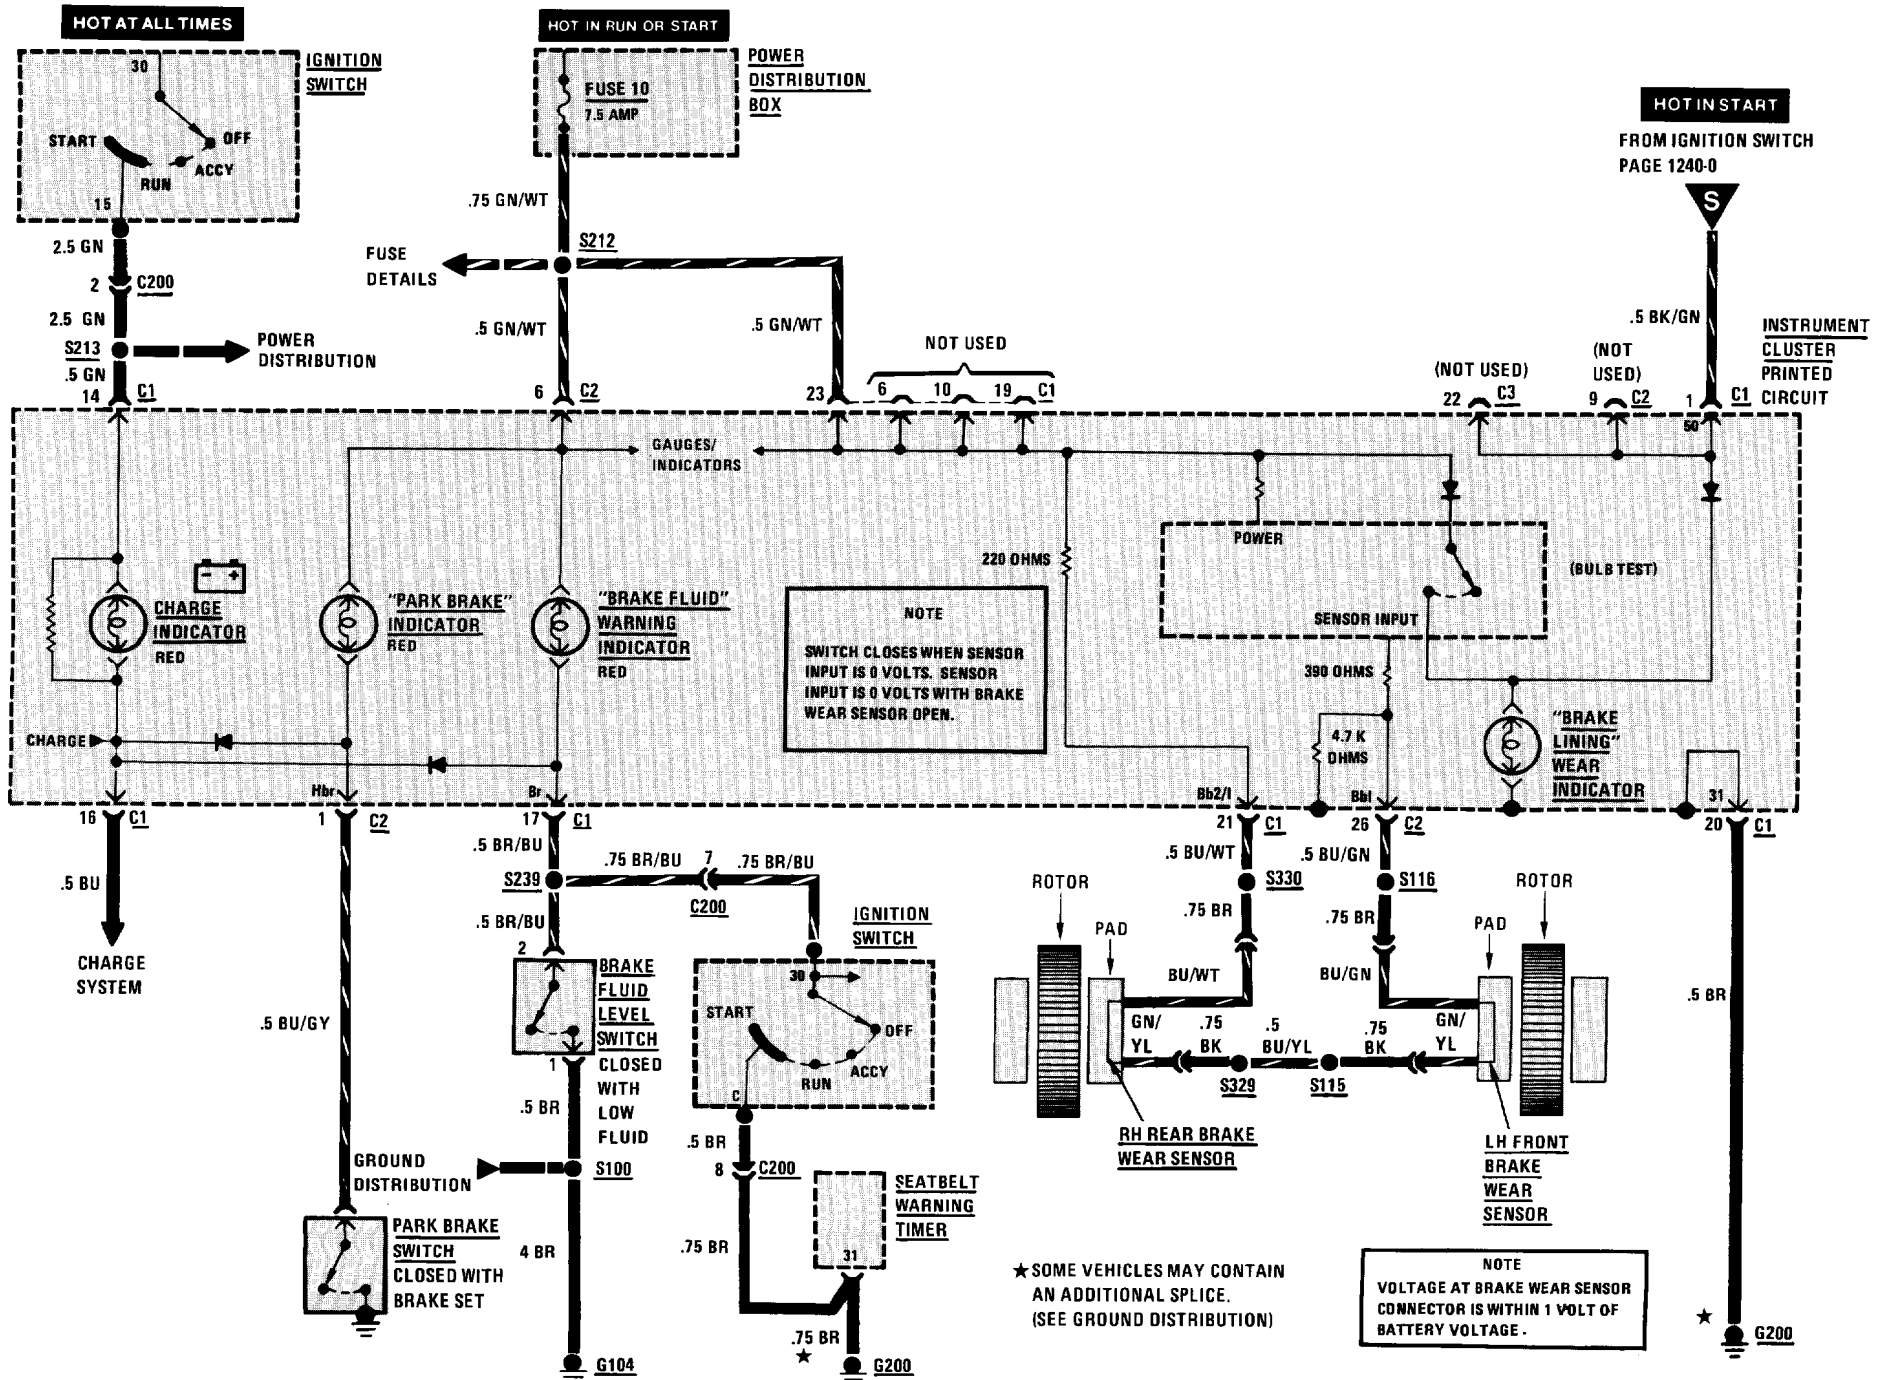 HOT AT ALL TIMES
HOT IN RUN OR START
30
IGNITION
SWITCH
START
OFF
ACCY
RUN
15
FUSE 10
7.5 AMP
POWER
DISTRIBUTION
BOX
HOT IN START
FROM IGNITION SWITCH
PAGE 1240-0
S
2.5 GN
2 C200
2.5 GN
S213
POWER
DISTRIBUTION
.5 GN
14 C1
.75 GN/WT
S212
FUSE
DETAILS
.5 GN/WT
6 C2
.5 GN/WT
23
NOT USED
6 10 19 C1
(NOT USED)
22 C3
(NOT
USED)
9 C2
.5 BK/GN
1 C1
50
INSTRUMENT
CLUSTER
PRINTED
CIRCUIT
GAUGES/
INDICATORS
- +
CHARGE
INDICATOR
RED
"PARK BRAKE"
INDICATOR
RED
"BRAKE FLUID"
WARNING
INDICATOR
RED
220 OHMS
NOTE
SWITCH CLOSES WHEN SENSOR
INPUT IS 0 VOLTS. SENSOR
INPUT IS 0 VOLTS WITH BRAKE
WEAR SENSOR OPEN.
POWER
SENSOR INPUT
(BULB TEST)
390 OHMS
4.7 K
OHMS
"BRAKE
LINING"
WEAR
INDICATOR
CHARGE
Hbr
Br
Bb2/l
Bbl
31
16 C1
1 C2
17 C1
21 C1
26 C2
20 C1
.5 BU
CHARGE
SYSTEM
.5 BU/GY
.5 BR/BU
S239
.75 BR/BU
7
.75 BR/BU
C200
.5 BR/BU
2
BRAKE
FLUID
LEVEL
SWITCH
CLOSED
WITH
LOW
FLUID
1
.5 BR
GROUND
DISTRIBUTION
S100
4 BR
G104
PARK BRAKE
SWITCH
CLOSED WITH
BRAKE SET
IGNITION
SWITCH
30
START
OFF
RUN
ACCY
C
.5 BR
8 C200
.75 BR
SEATBELT
WARNING
TIMER
31
.75 BR
★
G200
.5 BU/WT
S330
.75 BR
BU/WT
.5 BU/GN
S116
.75 BR
BU/GN
ROTOR
PAD
PAD
ROTOR
GN/
YL
.75
BK
.5
BU/YL
.75
BK
GN/
YL
S329
S115
RH REAR BRAKE
WEAR SENSOR
LH FRONT
BRAKE
WEAR
SENSOR
.5 BR
★SOME VEHICLES MAY CONTAIN
AN ADDITIONAL SPLICE.
(SEE GROUND DISTRIBUTION)
NOTE
VOLTAGE AT BRAKE WEAR SENSOR
CONNECTOR IS WITHIN 1 VOLT OF
BATTERY VOLTAGE.
★
G200